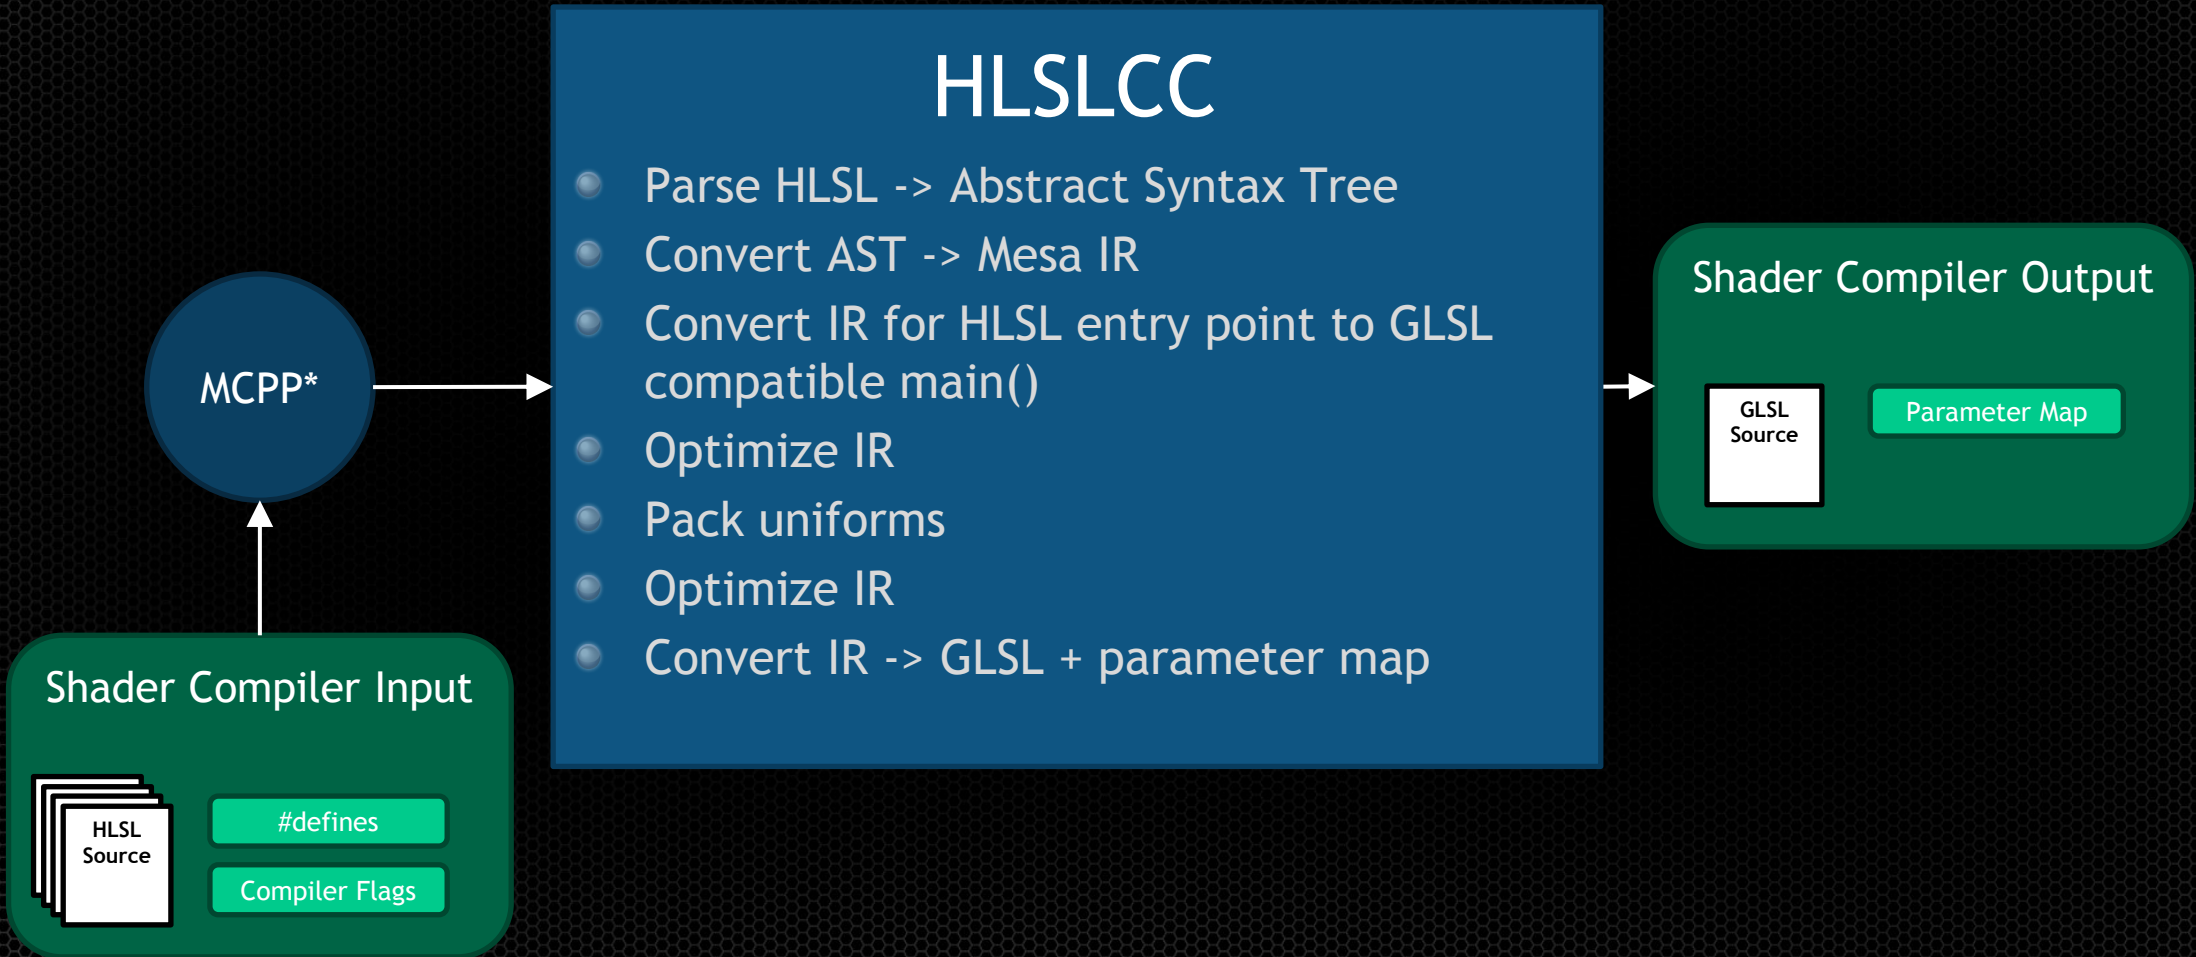 HLSLCC
Parse HLSL -> Abstract Syntax Tree
Convert AST -> Mesa IR
Convert IR for HLSL entry point to GLSL
compatible main()
Optimize IR
Pack uniforms
Optimize IR
Convert IR -> GLSL + parameter map
MCPP*
Shader Compiler Input
HLSL
Source
#defines
Compiler Flags
Shader Compiler Output
GLSL
Source
Parameter Map